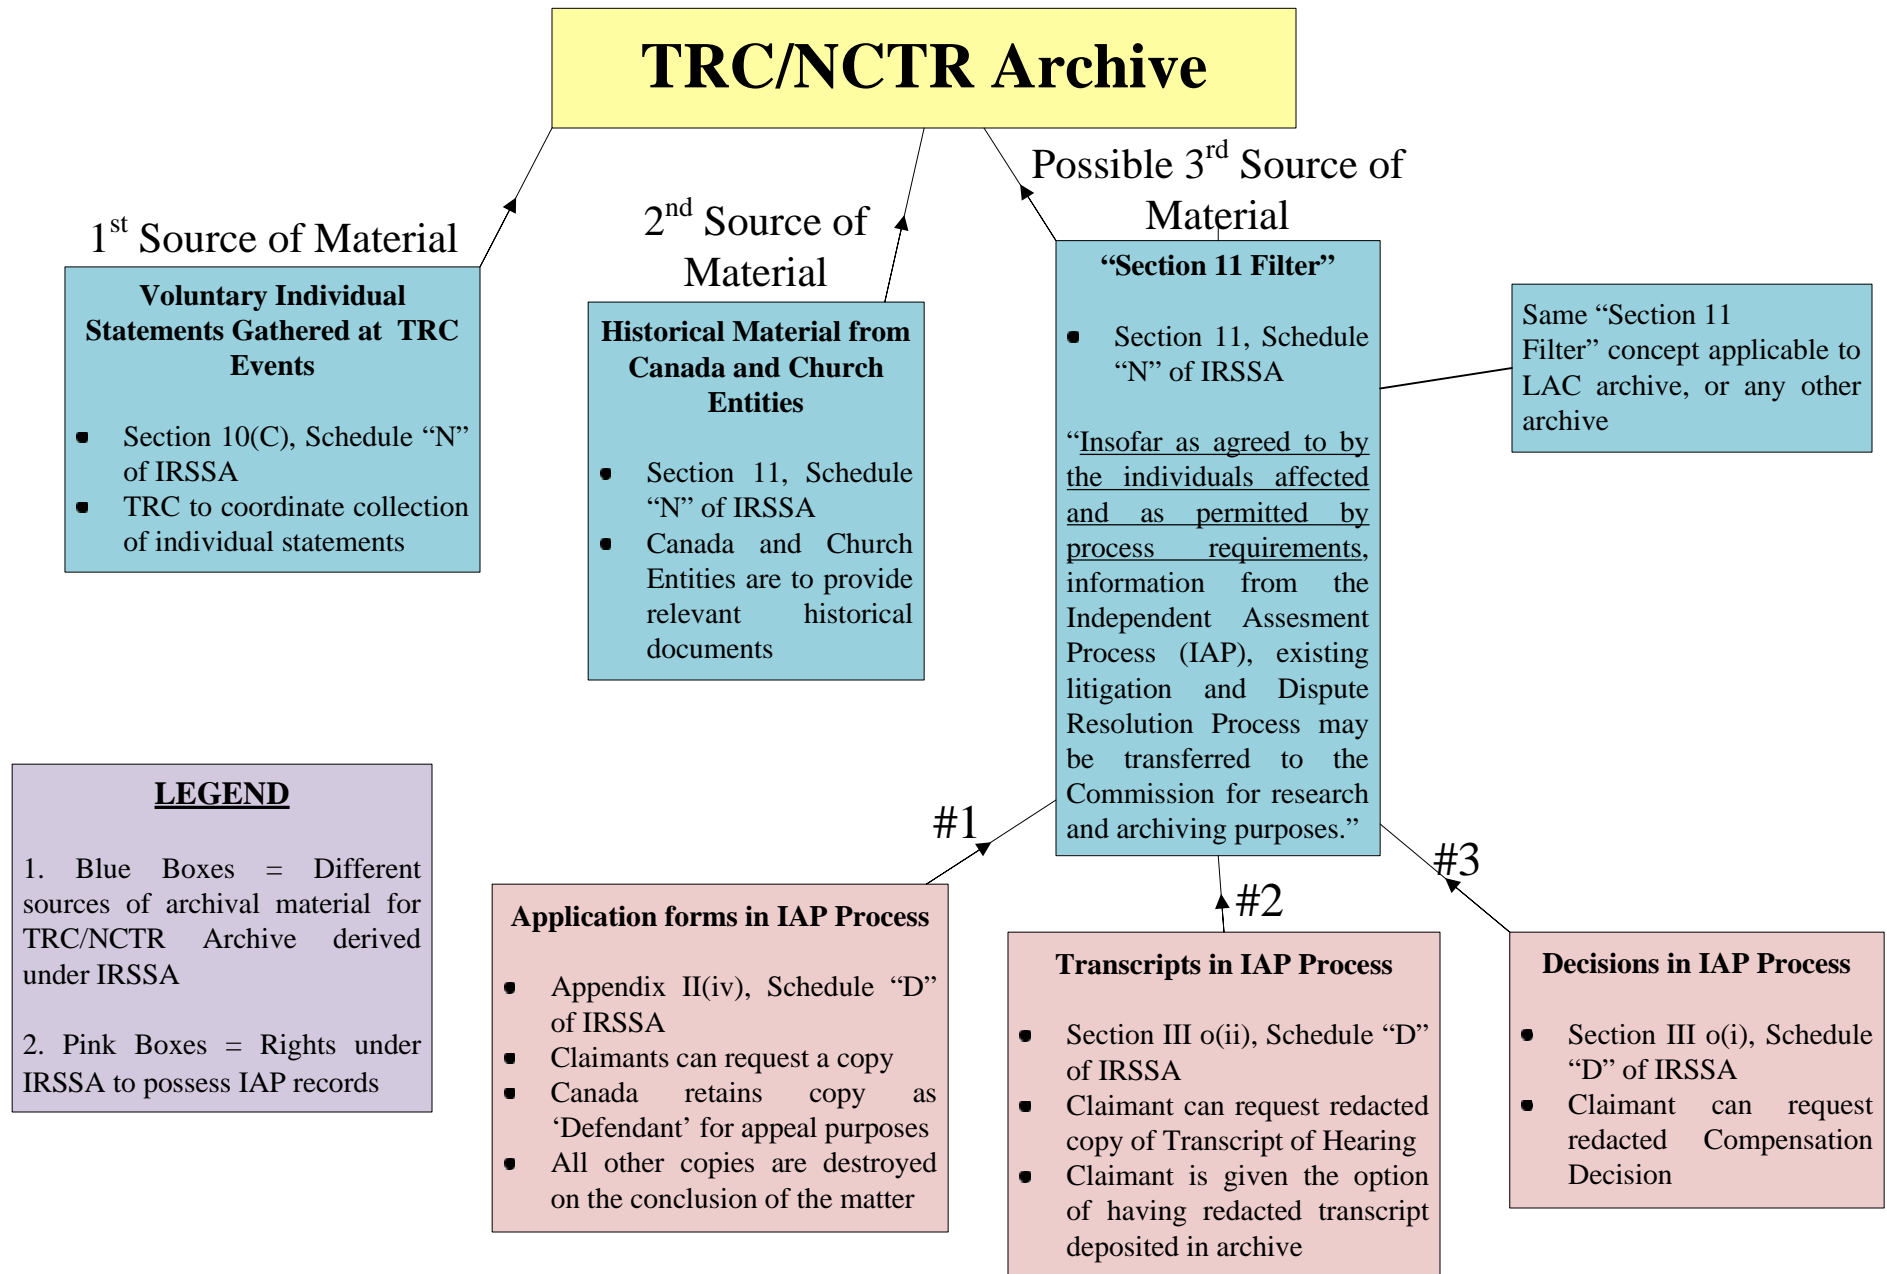 TRC/NCTR Archive
1st Source of Material
Voluntary Individual
Statements Gathered at TRC
Events
Section 10(C), Schedule “N”
of IRSSA
TRC to coordinate collection
of individual statements
2nd Source of
Material
Historical Material from
Canada and Church
Entities
Section 11, Schedule
“N” of IRSSA
Canada and Church
Entities are to provide
relevant historical
documents
Possible 3rd Source of
Material
“Section 11 Filter”
Section 11, Schedule
“N” of IRSSA
“Insofar as agreed to by
the individuals affected
and as permitted by
process requirements,
information from the
Independent Assesment
Process (IAP), existing
litigation and Dispute
Resolution Process may
be transferred to the
Commission for research
and archiving purposes.”
Same “Section 11
Filter” concept applicable to
LAC archive, or any other
archive
LEGEND
1. Blue Boxes = Different
sources of archival material for
TRC/NCTR Archive derived
under IRSSA
2. Pink Boxes = Rights under
IRSSA to possess IAP records
#1
Application forms in IAP Process
Appendix II(iv), Schedule “D”
of IRSSA
Claimants can request a copy
Canada retains copy as
‘Defendant’ for appeal purposes
All other copies are destroyed
on the conclusion of the matter
#2
Transcripts in IAP Process
Section III o(ii), Schedule “D”
of IRSSA
Claimant can request redacted
copy of Transcript of Hearing
Claimant is given the option
of having redacted transcript
deposited in archive
#3
Decisions in IAP Process
Section III o(i), Schedule
“D” of IRSSA
Claimant can request
redacted Compensation
Decision